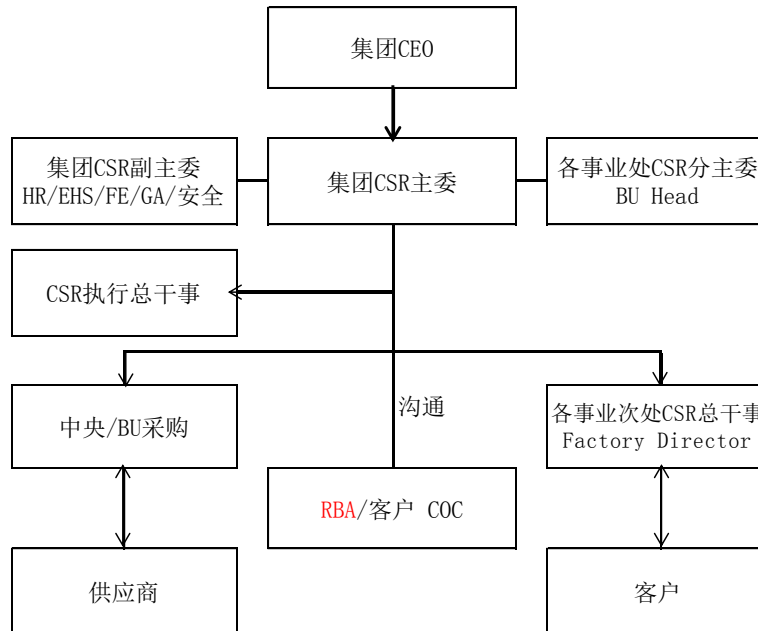 集团CEO
集团CSR副主委
HR/EHS/FE/GA/安全
集团CSR主委
各事业处CSR分主委
BU Head
CSR执行总干事
中央/BU采购
沟通
各事业次处CSR总干事
Factory Director
RBA/客户 COC
供应商
客户